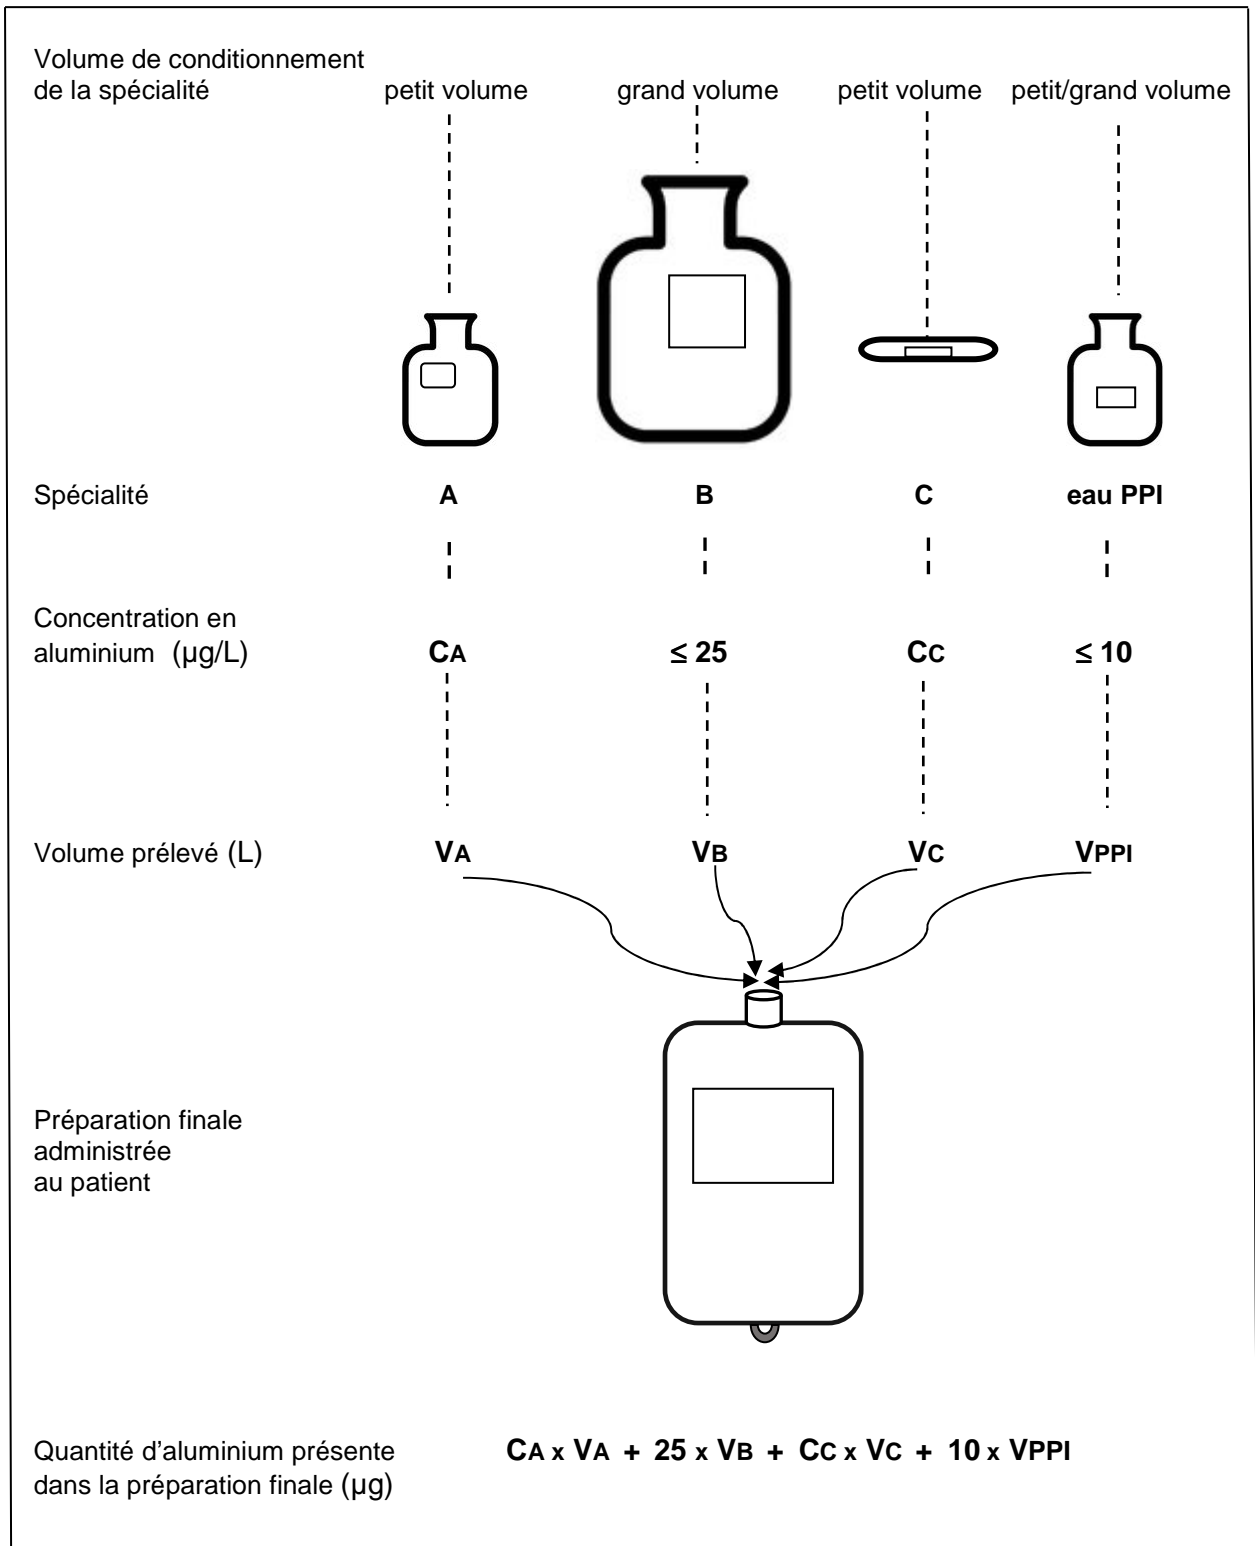 Volume de conditionnement
de la spécialité
petit volume
grand volume
petit volume
petit/grand volume
Spécialité
A
B
C
eau PPI
Concentration en
aluminium (µg/L)
CA
≤ 25
CC
≤ 10
Volume prélevé (L)
VA
VB
VC
VPPI
Préparation finale
administrée
au patient
Quantité d’aluminium présente
dans la préparation finale (µg)
CA x VA + 25 x VB + CC x VC + 10 x VPPI